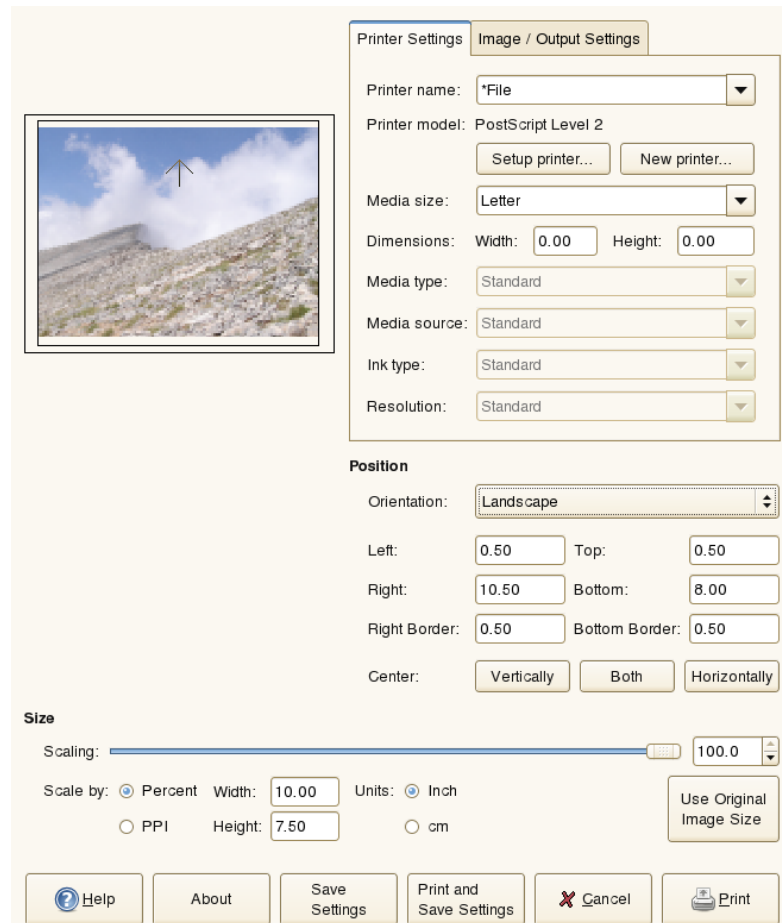 Printer Settings Image / Output Settings
Printer name: *File
Printer model: PostScript Level 2
Setup printer... New printer...
Media size: Letter
Dimensions: Width: 0.00 Height: 0.00
Media type: Standard
Media source: Standard
Ink type: Standard
Resolution: Standard
Position
Orientation: Landscape
Left: 0.50 Top: 0.50
Right: 10.50 Bottom: 8.00
Right Border: 0.50 Bottom Border: 0.50
Center: Vertically Both Horizontally
Size
Scaling: 100.0
Scale by: Percent Width: 10.00 Units: Inch
PPI Height: 7.50 cm
Use Original
Image Size
Help About Save
Settings Print and
Save Settings Cancel Print